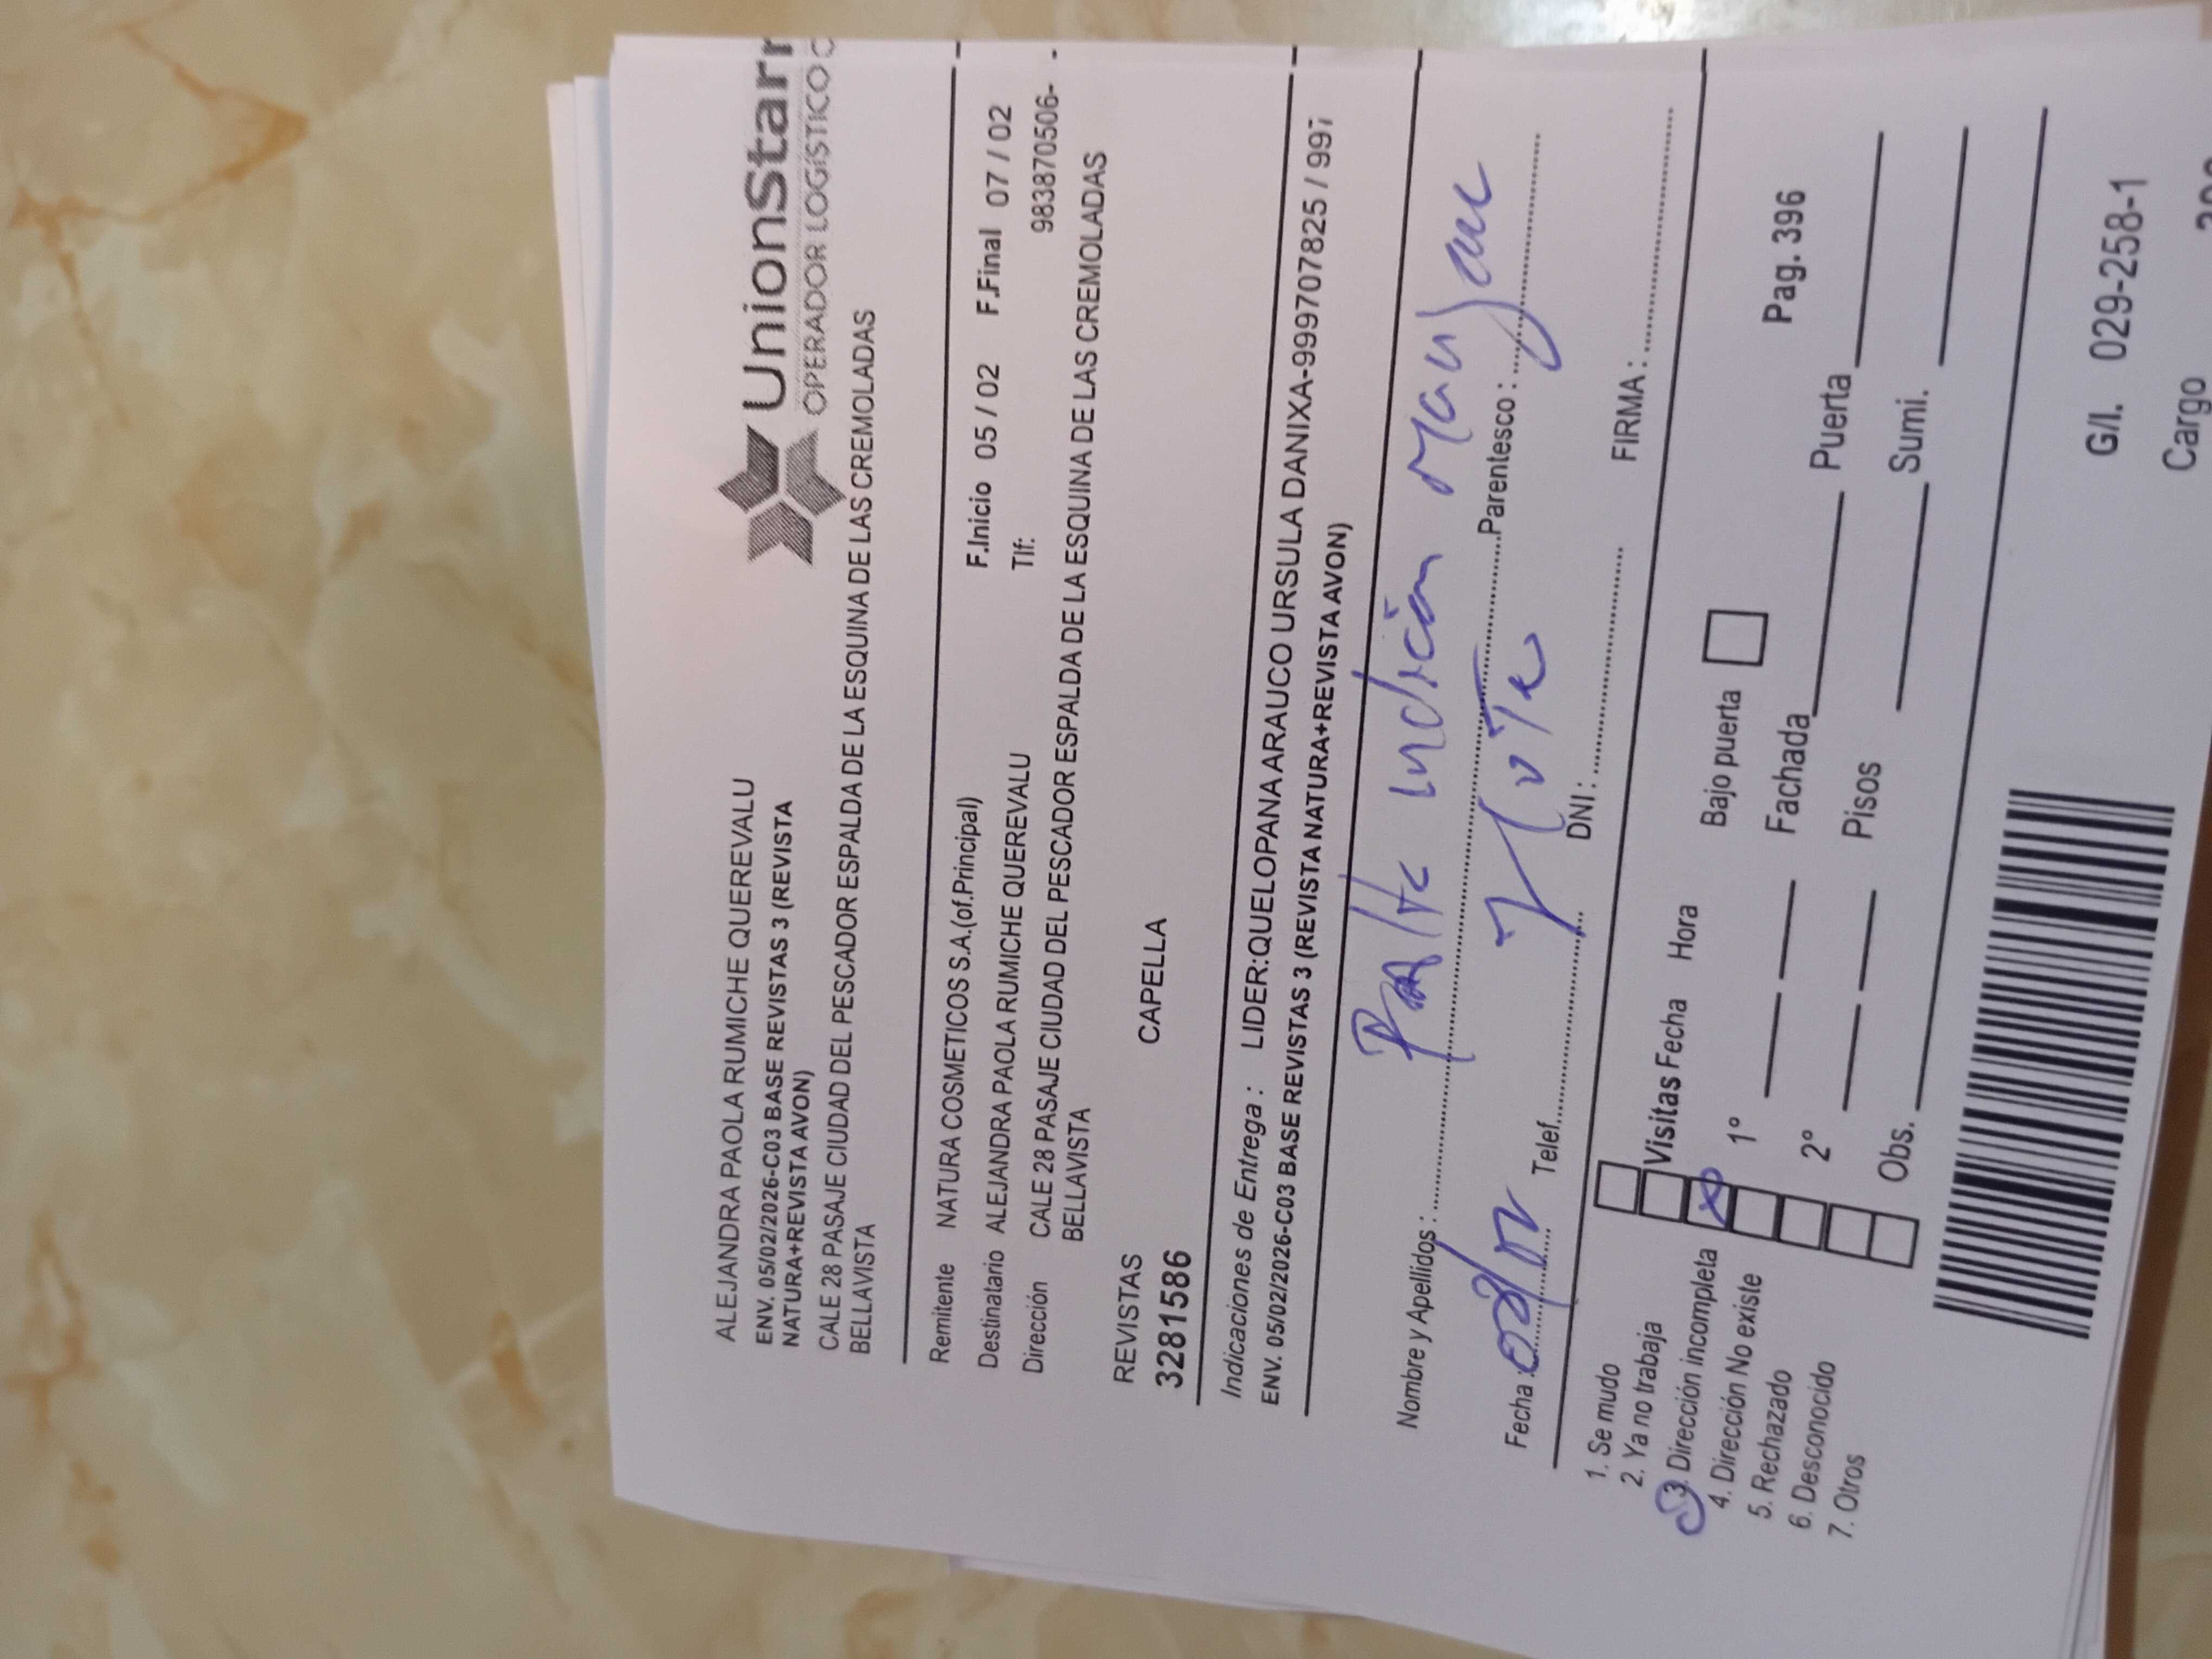 UnionStar
OPERADOR LOGÍSTICO
ALEJANDRA PAOLA RUMICHE QUEREVALU
ENV. 05/02/2026-C03 BASE REVISTAS 3 (REVISTA
NATURA+REVISTA AVON)
CALE 28 PASAJE CIUDAD DEL PESCADOR ESPALDA DE LA ESQUINA DE LAS CREMOLADAS
BELLAVISTA
Remitente NATURA COSMETICOS S.A.(of.Principal) F.Inicio 05 / 02 F.Final 07 / 02
Destinatario ALEJANDRA PAOLA RUMICHE QUEREVALU Tlf: 983870506-
Dirección CALE 28 PASAJE CIUDAD DEL PESCADOR ESPALDA DE LA ESQUINA DE LAS CREMOLADAS
BELLAVISTA
REVISTAS
3281586 CAPELLA
Indicaciones de Entrega : LIDER:QUELOPANA ARAUCO URSULA DANIXA-999707825 / 997
ENV. 05/02/2026-C03 BASE REVISTAS 3 (REVISTA NATURA+REVISTA AVON)
Nombre y Apellidos : Falta indicar Manzana
Parentesco :
y lote
Fecha : Telef. DNI : FIRMA :
1. Se mudo
2. Ya no trabaja Visitas Fecha Hora Bajo puerta Pag. 396
3. Dirección incompleta 1º Fachada Puerta
4. Dirección No existe
5. Rechazado 2º Pisos Sumi.
6. Desconocido
7. Otros Obs.
G/I. 029-258-1
Cargo